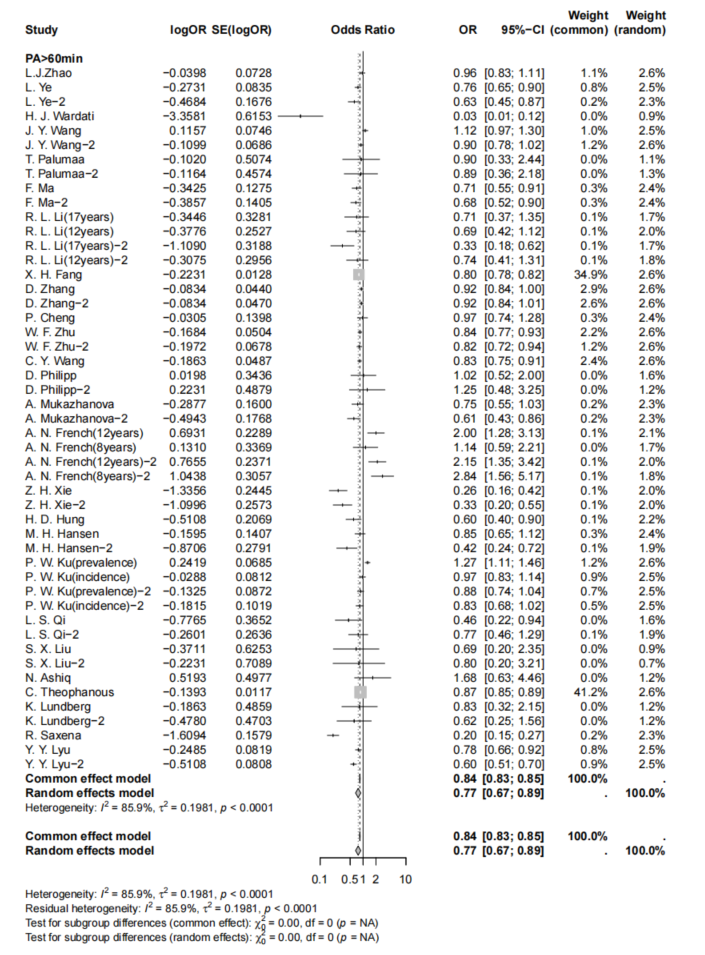 Weight Weight
Study logOR SE(logOR) Odds Ratio OR 95%−CI (common) (random)
PA>60min
L.J.Zhao −0.0398 0.0728 0.96 [0.83; 1.11] 1.1% 2.6%
L. Ye −0.2731 0.0835 0.76 [0.65; 0.90] 0.8% 2.5%
L. Ye−2 −0.4684 0.1676 0.63 [0.45; 0.87] 0.2% 2.3%
H. J. Wardati −3.3581 0.6153 0.03 [0.01; 0.12] 0.0% 0.9%
J. Y. Wang 0.1157 0.0746 1.12 [0.97; 1.30] 1.0% 2.5%
J. Y. Wang−2 −0.1099 0.0686 0.90 [0.78; 1.02] 1.2% 2.6%
T. Palumaa −0.1020 0.5074 0.90 [0.33; 2.44] 0.0% 1.1%
T. Palumaa−2 −0.1164 0.4574 0.89 [0.36; 2.18] 0.0% 1.2%
F. Ma −0.3425 0.1275 0.71 [0.55; 0.91] 0.3% 2.4%
F. Ma−2 −0.3857 0.1405 0.68 [0.52; 0.90] 0.3% 2.4%
R. L. Li(17years) −0.3446 0.3281 0.71 [0.37; 1.35] 0.1% 1.7%
R. L. Li(12years) −0.3776 0.2527 0.69 [0.42; 1.12] 0.1% 2.0%
R. L. Li(17years)−2 −1.1090 0.3188 0.33 [0.18; 0.62] 0.1% 1.7%
R. L. Li(12years)−2 −0.3075 0.2956 0.74 [0.41; 1.31] 0.1% 1.8%
X. H. Fang −0.2231 0.0128 0.80 [0.78; 0.82] 34.9% 2.6%
D. Zhang −0.0834 0.0440 0.92 [0.84; 1.00] 2.9% 2.6%
D. Zhang−2 −0.0834 0.0470 0.92 [0.84; 1.01] 2.6% 2.6%
P. Cheng −0.0305 0.1398 0.97 [0.74; 1.28] 0.3% 2.4%
W. F. Zhu −0.1684 0.0504 0.84 [0.77; 0.93] 2.2% 2.6%
W. F. Zhu−2 −0.1972 0.0678 0.82 [0.72; 0.94] 1.2% 2.6%
C. Y. Wang −0.1863 0.0487 0.83 [0.75; 0.91] 2.4% 2.6%
D. Philipp 0.0198 0.3436 1.02 [0.52; 2.00] 0.0% 1.6%
D. Philipp−2 0.2231 0.4879 1.25 [0.48; 3.25] 0.0% 1.2%
A. Mukazhanova −0.2877 0.1600 0.75 [0.55; 1.03] 0.2% 2.3%
A. Mukazhanova−2 −0.4943 0.1768 0.61 [0.43; 0.86] 0.2% 2.3%
A. N. French(12years) 0.6931 0.2289 2.00 [1.28; 3.13] 0.1% 2.1%
A. N. French(8years) 0.1310 0.3369 1.14 [0.59; 2.21] 0.1% 1.7%
A. N. French(12years)−2 0.7655 0.2371 2.15 [1.35; 3.42] 0.1% 2.0%
A. N. French(8years)−2 1.0438 0.3057 2.84 [1.56; 5.17] 0.1% 1.8%
Z. H. Xie −1.3356 0.2445 0.26 [0.16; 0.42] 0.1% 2.0%
Z. H. Xie−2 −1.0996 0.2573 0.33 [0.20; 0.55] 0.1% 2.0%
H. D. Hung −0.5108 0.2069 0.60 [0.40; 0.90] 0.1% 2.2%
M. H. Hansen −0.1595 0.1407 0.85 [0.65; 1.12] 0.3% 2.4%
M. H. Hansen−2 −0.8706 0.2791 0.42 [0.24; 0.72] 0.1% 1.9%
P. W. Ku(prevalence) 0.2419 0.0685 1.27 [1.11; 1.46] 1.2% 2.6%
P. W. Ku(incidence) −0.0288 0.0812 0.97 [0.83; 1.14] 0.9% 2.5%
P. W. Ku(prevalence)−2 −0.1325 0.0872 0.88 [0.74; 1.04] 0.7% 2.5%
P. W. Ku(incidence)−2 −0.1815 0.1019 0.83 [0.68; 1.02] 0.5% 2.5%
L. S. Qi −0.7765 0.3652 0.46 [0.22; 0.94] 0.0% 1.6%
L. S. Qi−2 −0.2601 0.2636 0.77 [0.46; 1.29] 0.1% 1.9%
S. X. Liu −0.3711 0.6253 0.69 [0.20; 2.35] 0.0% 0.9%
S. X. Liu−2 −0.2231 0.7089 0.80 [0.20; 3.21] 0.0% 0.7%
N. Ashiq 0.5193 0.4977 1.68 [0.63; 4.46] 0.0% 1.1%
C. Theophanous −0.1393 0.0117 0.87 [0.85; 0.89] 41.2% 2.6%
K. Lundberg −0.1863 0.4859 0.83 [0.32; 2.15] 0.0% 1.2%
K. Lundberg−2 −0.4780 0.4703 0.62 [0.25; 1.56] 0.0% 1.2%
R. Saxena −1.6094 0.1579 0.20 [0.15; 0.27] 0.2% 2.3%
Y. Y. Lyu −0.2485 0.0819 0.78 [0.66; 0.92] 0.8% 2.5%
Y. Y. Lyu−2 −0.5108 0.0808 0.60 [0.51; 0.70] 0.9% 2.5%
Common effect model 0.84 [0.83; 0.85] 100.0% .
Random effects model 0.77 [0.67; 0.89] . 100.0%
Heterogeneity: I² = 85.9%, τ² = 0.1981, p < 0.0001
Common effect model 0.84 [0.83; 0.85] 100.0% .
Random effects model 0.77 [0.67; 0.89] . 100.0%
0.1 0.5 1 2 10
Heterogeneity: I² = 85.9%, τ² = 0.1981, p < 0.0001
Residual heterogeneity: I² = 85.9%, τ² = 0.1981, p < 0.0001
Test for subgroup differences (common effect): χ²₀ = 0.00, df = 0 (p = NA)
Test for subgroup differences (random effects): χ²₀ = 0.00, df = 0 (p = NA)